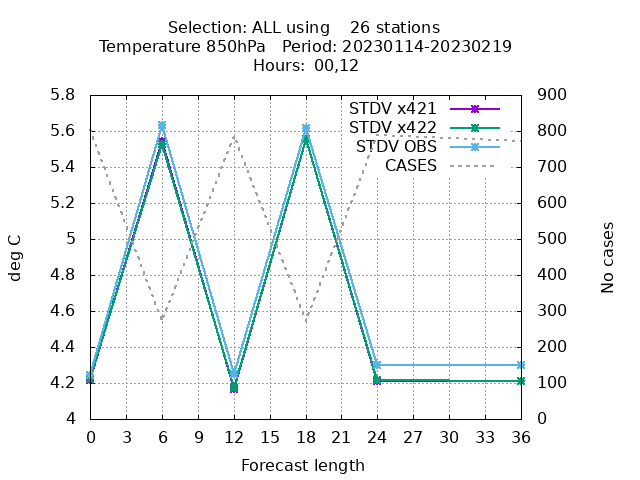 Selection: ALL using    26 stations
Temperature 850hPa   Period: 20230114-20230219
Hours:  00,12
STDV x421
STDV x422
STDV OBS
CASES
5.8
5.6
5.4
5.2
5
4.8
4.6
4.4
4.2
4
deg C
900
800
700
600
500
400
300
200
100
0
No cases
0 3 6 9 12 15 18 21 24 27 30 33 36
Forecast length